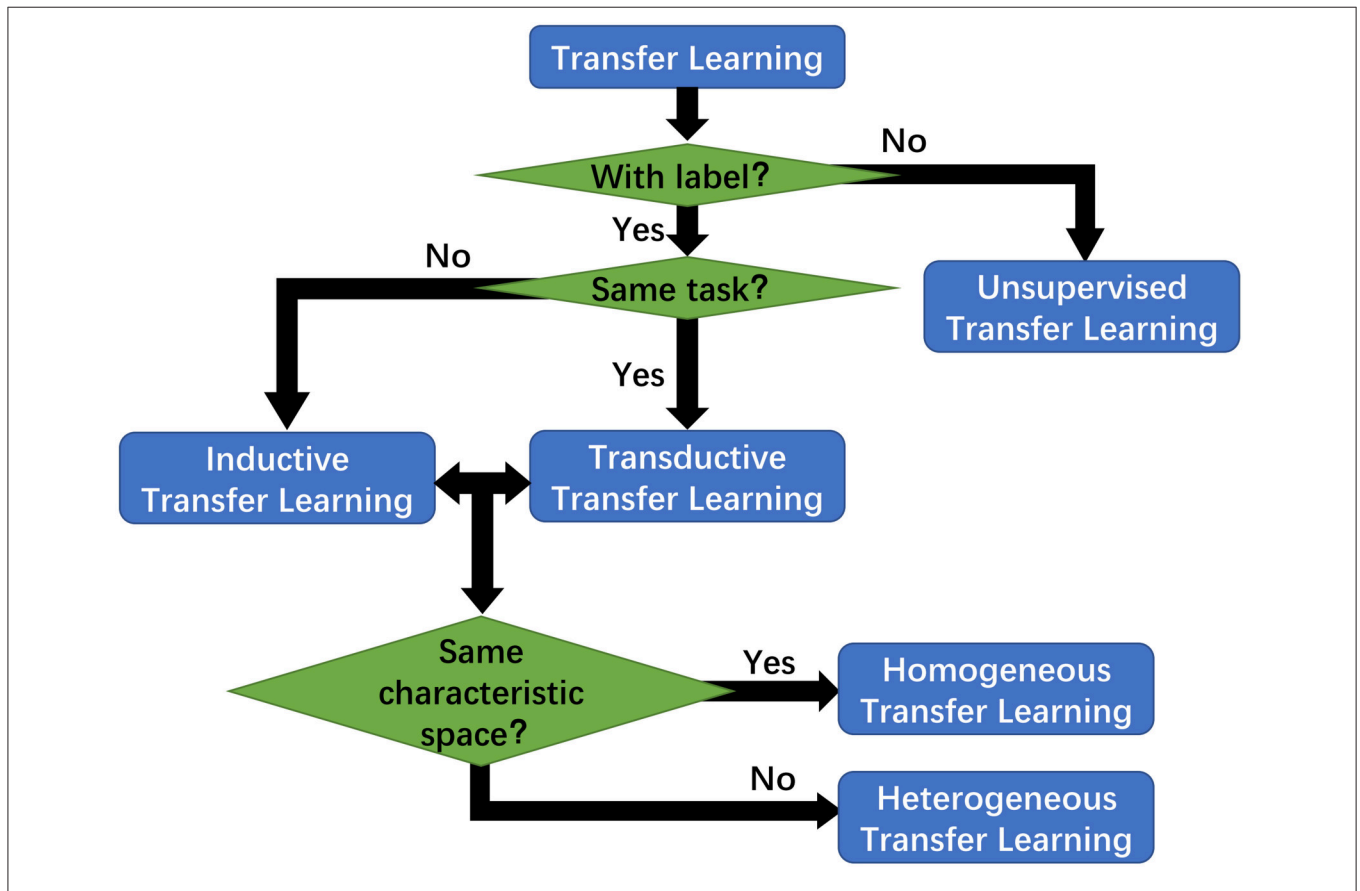 Transfer Learning
No
With label?
Yes
No
Same task?
Unsupervised
Transfer Learning
Yes
Inductive
Transfer Learning
Transductive
Transfer Learning
Same
characteristic
space?
Yes
Homogeneous
Transfer Learning
No
Heterogeneous
Transfer Learning